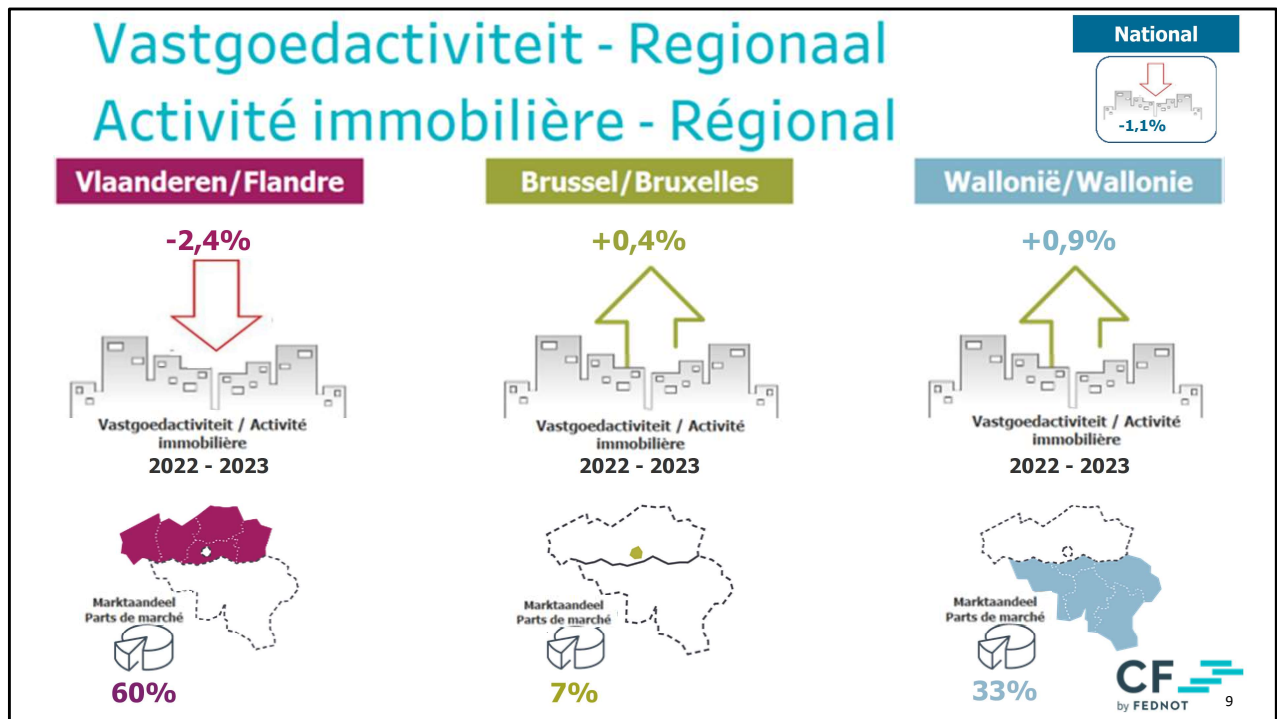 Vastgoedactiviteit - Regionaal
Activité immobilière - Régional
National
-1,1%
Vlaanderen/Flandre
-2,4%
Vastgoedactiviteit / Activité
immobilière
2022 - 2023
Marktaandeel
Parts de marché
60%
Brussel/Bruxelles
+0,4%
Vastgoedactiviteit / Activité
immobilière
2022 - 2023
Marktaandeel
Parts de marché
7%
Wallonië/Wallonie
+0,9%
Vastgoedactiviteit / Activité
immobilière
2022 - 2023
Marktaandeel
Parts de marché
33%
CF
by FEDNOT
9